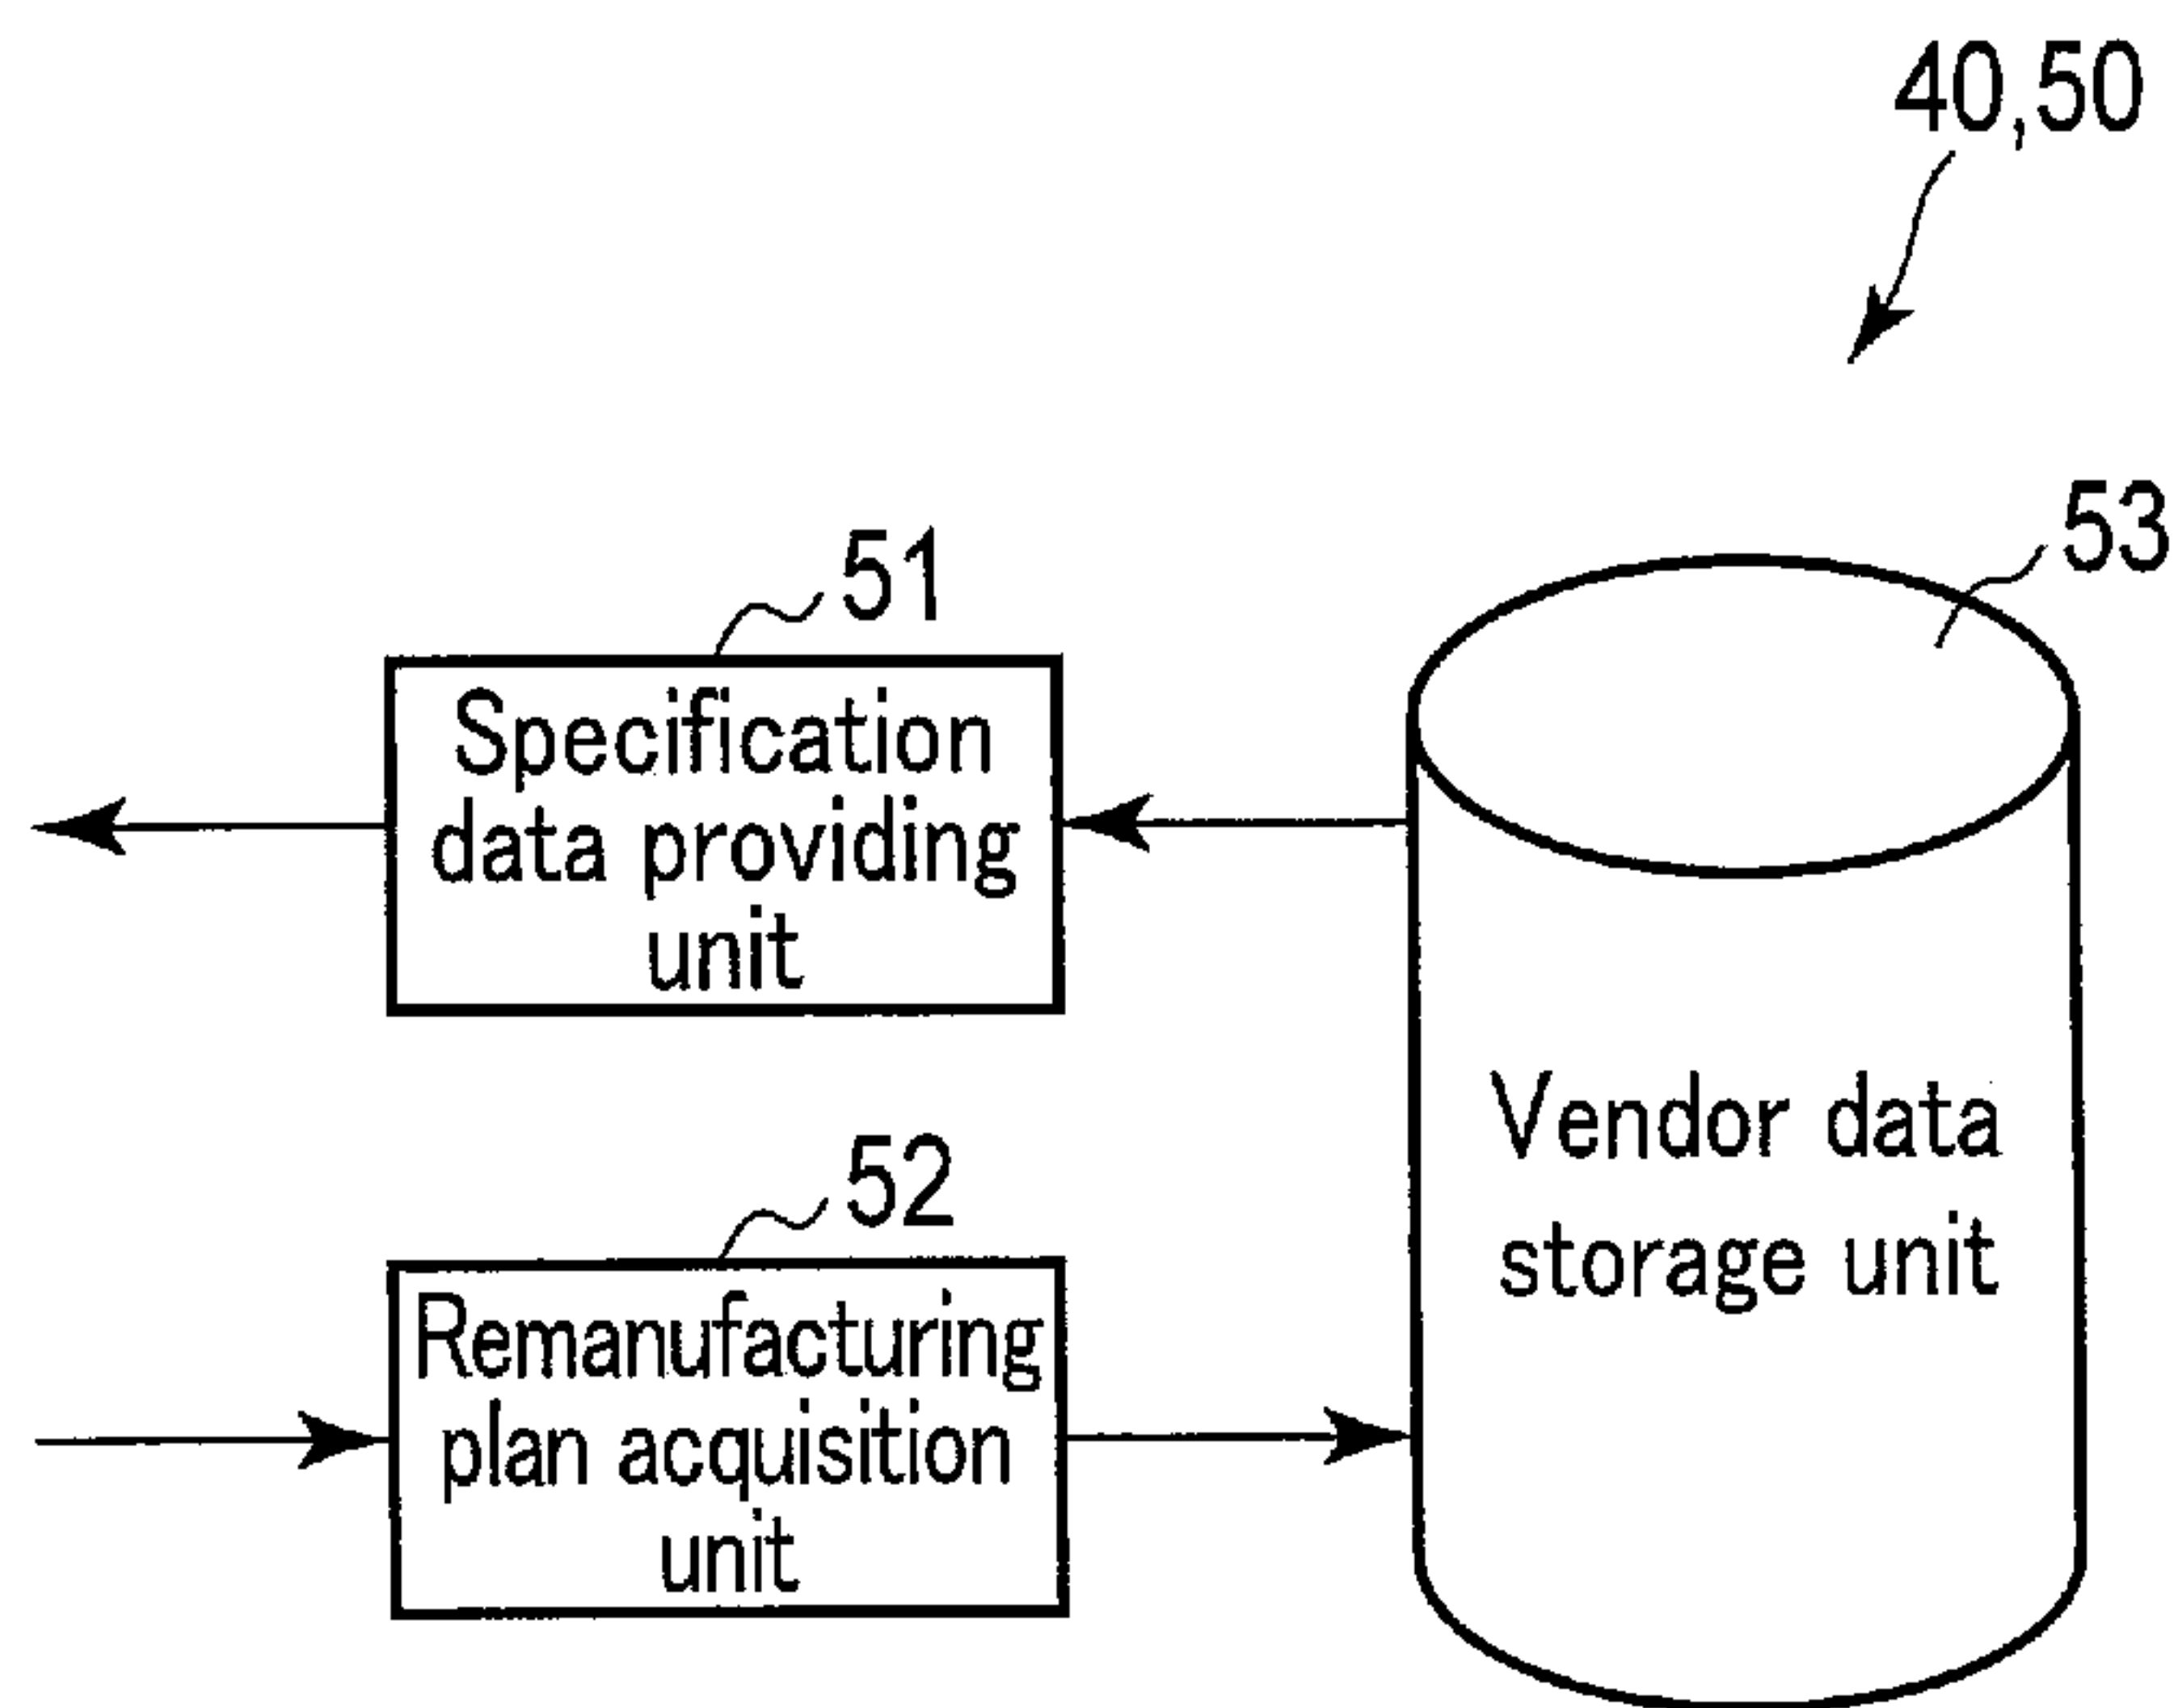 40,50
53
51
Specification
data providing
unit
Vendor data
storage unit
52
Remanufacturing
plan acquisition
unit